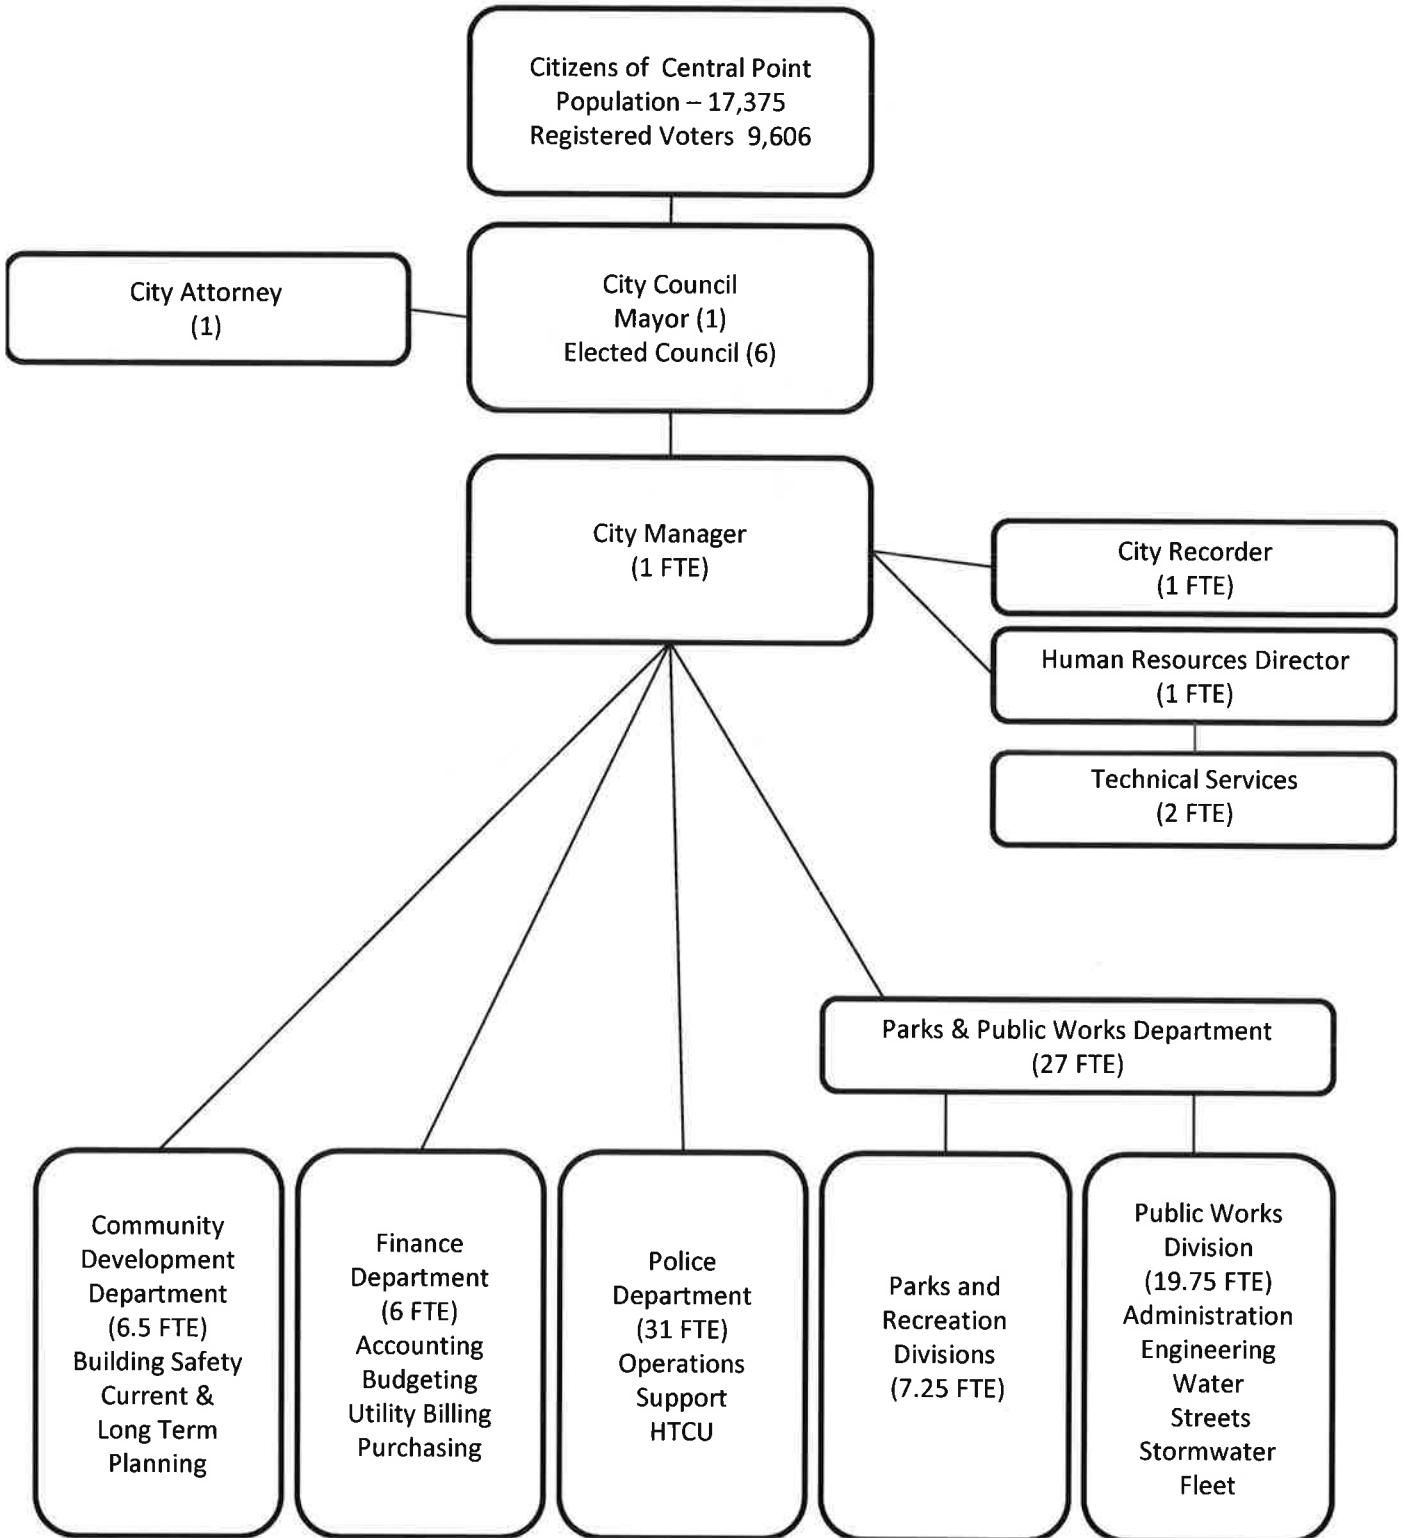 Citizens of Central Point
Population – 17,375
Registered Voters 9,606
City Attorney
(1)
City Council
Mayor (1)
Elected Council (6)
City Manager
(1 FTE)
City Recorder
(1 FTE)
Human Resources Director
(1 FTE)
Technical Services
(2 FTE)
Parks & Public Works Department
(27 FTE)
Community
Development
Department
(6.5 FTE)
Building Safety
Current &
Long Term
Planning
Finance
Department
(6 FTE)
Accounting
Budgeting
Utility Billing
Purchasing
Police
Department
(31 FTE)
Operations
Support
HTCU
Parks and
Recreation
Divisions
(7.25 FTE)
Public Works
Division
(19.75 FTE)
Administration
Engineering
Water
Streets
Stormwater
Fleet